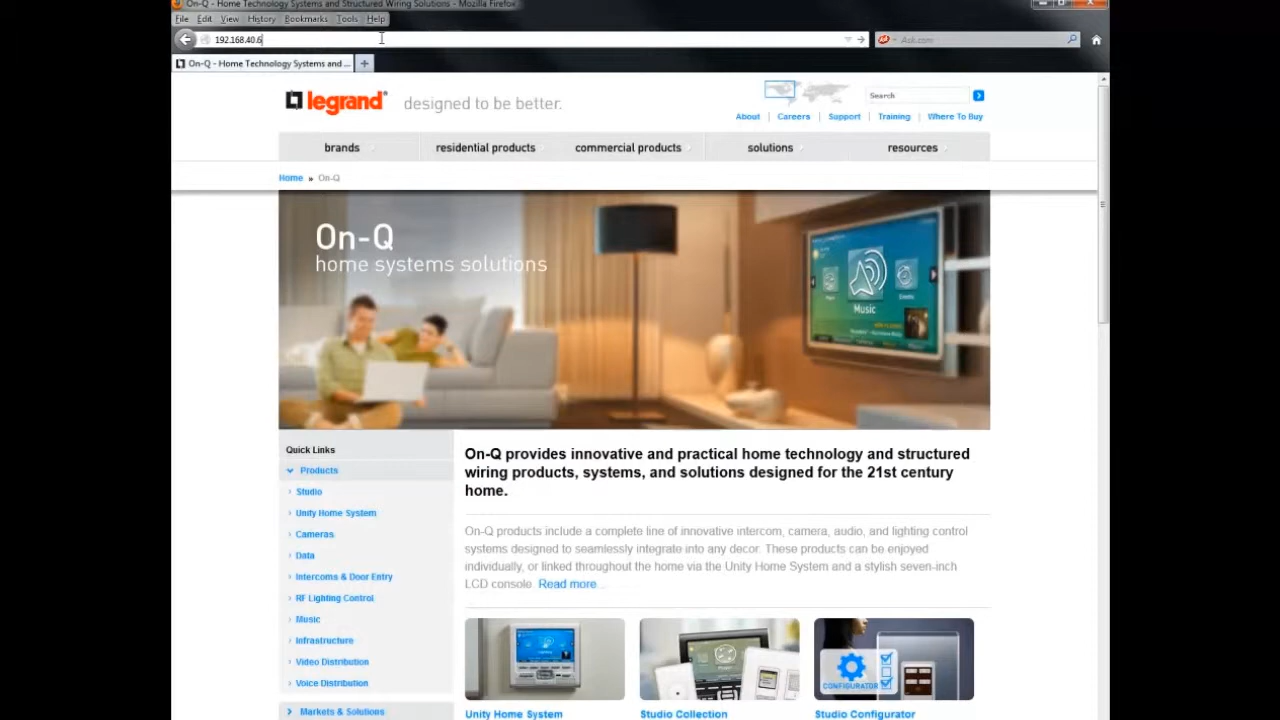 On-Q - Home Technology Systems and Structured Wiring Solutions - Mozilla Firefox
File Edit View History Bookmarks Tools Help
192.168.40.6
Ask.com
On-Q - Home Technology Systems and ...
legrand® designed to be better.
Search
About | Careers | Support | Training | Where To Buy
brands residential products commercial products solutions resources
Home » On-Q
On-Q
home systems solutions
Music
Quick Links
Products
Studio
Unity Home System
Cameras
Data
Intercoms & Door Entry
RF Lighting Control
Music
Infrastructure
Video Distribution
Voice Distribution
Markets & Solutions
On-Q provides innovative and practical home technology and structured
wiring products, systems, and solutions designed for the 21st century
home.
On-Q products include a complete line of innovative intercom, camera, audio, and lighting control
systems designed to seamlessly integrate into any decor. These products can be enjoyed
individually, or linked throughout the home via the Unity Home System and a stylish seven-inch
LCD console Read more...
CONFIGURATOR
Unity Home System
Studio Collection
Studio Configurator